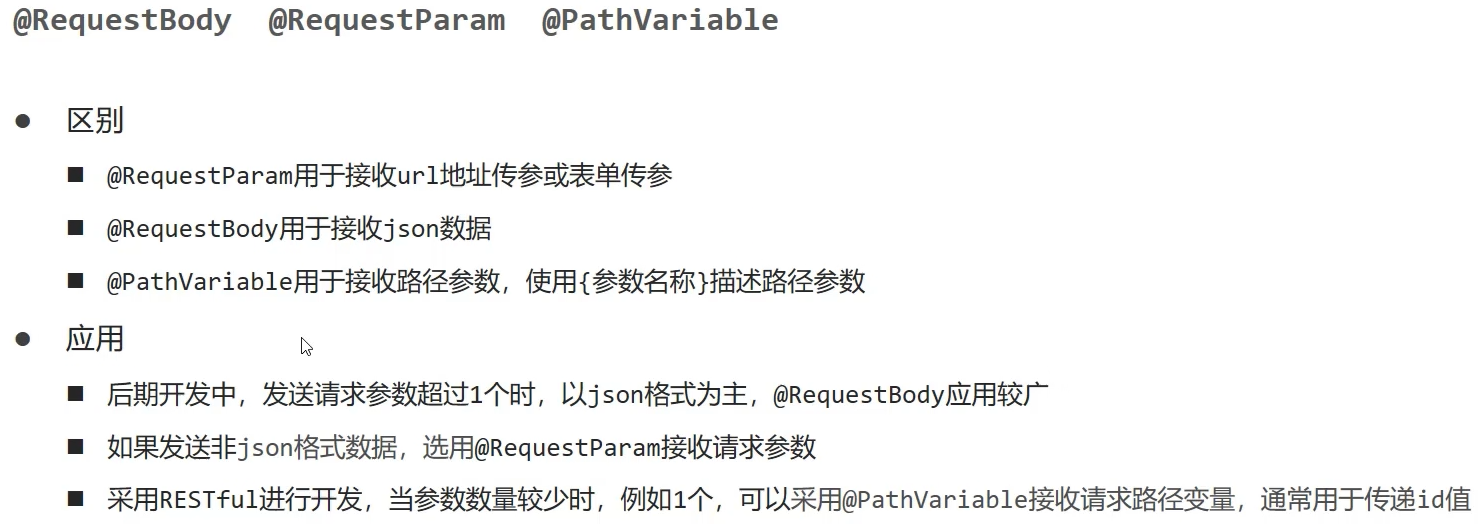 @RequestBody @RequestParam @PathVariable
● 区别
■ @RequestParam用于接收url地址传参或表单传参
■ @RequestBody用于接收json数据
■ @PathVariable用于接收路径参数，使用{参数名称}描述路径参数
● 应用
■ 后期开发中，发送请求参数超过1个时，以json格式为主，@RequestBody应用较广
■ 如果发送非json格式数据，选用@RequestParam接收请求参数
■ 采用RESTful进行开发，当参数数量较少时，例如1个，可以采用@PathVariable接收请求路径变量，通常用于传递id值